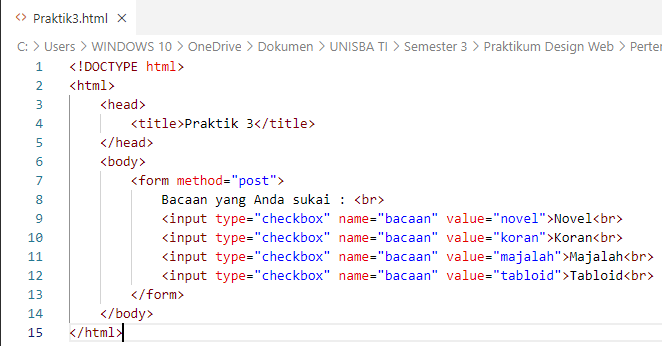 <> Praktik3.html ×
C: > Users > WINDOWS 10 > OneDrive > Dokumen > UNISBA TI > Semester 3 > Praktikum Design Web > Perter
1 <!DOCTYPE html>
2 <html>
3 <head>
4 <title>Praktik 3</title>
5 </head>
6 <body>
7 <form method="post">
8 Bacaan yang Anda sukai : <br>
9 <input type="checkbox" name="bacaan" value="novel">Novel<br>
10 <input type="checkbox" name="bacaan" value="koran">Koran<br>
11 <input type="checkbox" name="bacaan" value="majalah">Majalah<br>
12 <input type="checkbox" name="bacaan" value="tabloid">Tabloid<br>
13 </form>
14 </body>
15 </html>